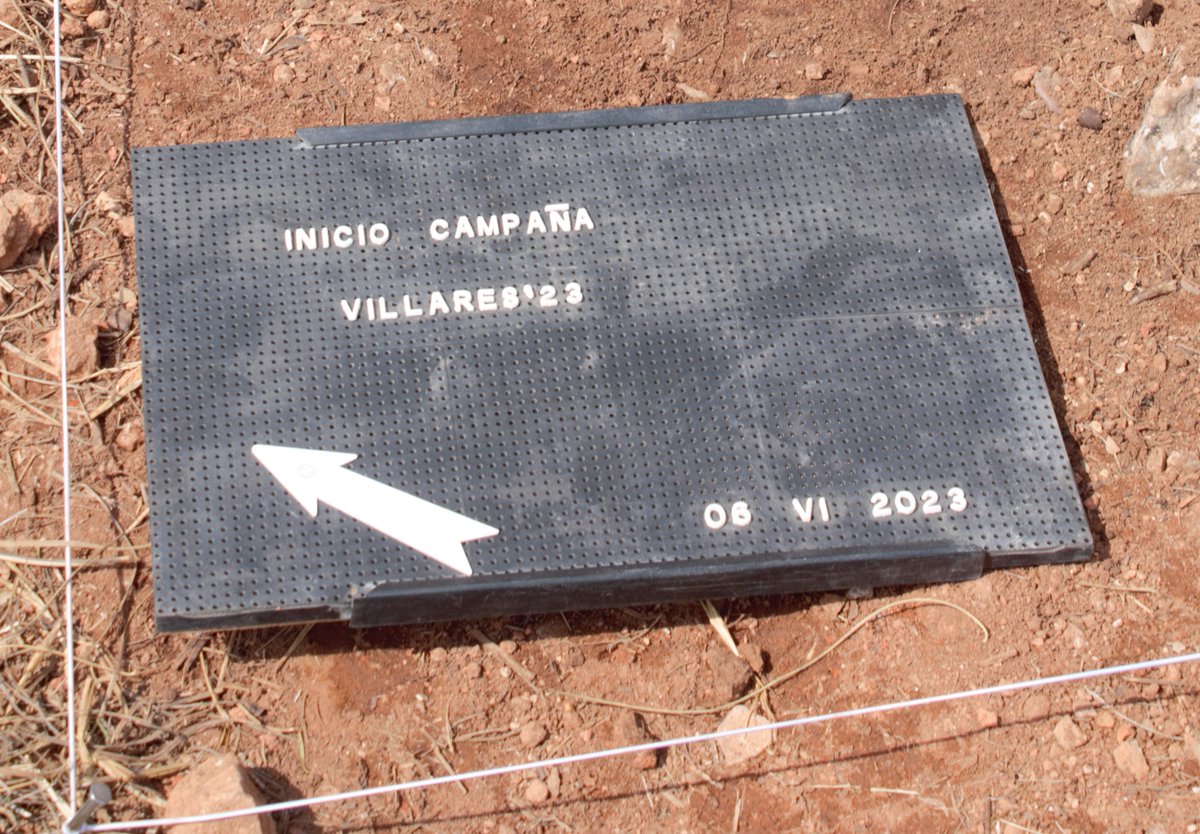 INICIO CAMPAÑA
VILLARES'23
06 VI 2023